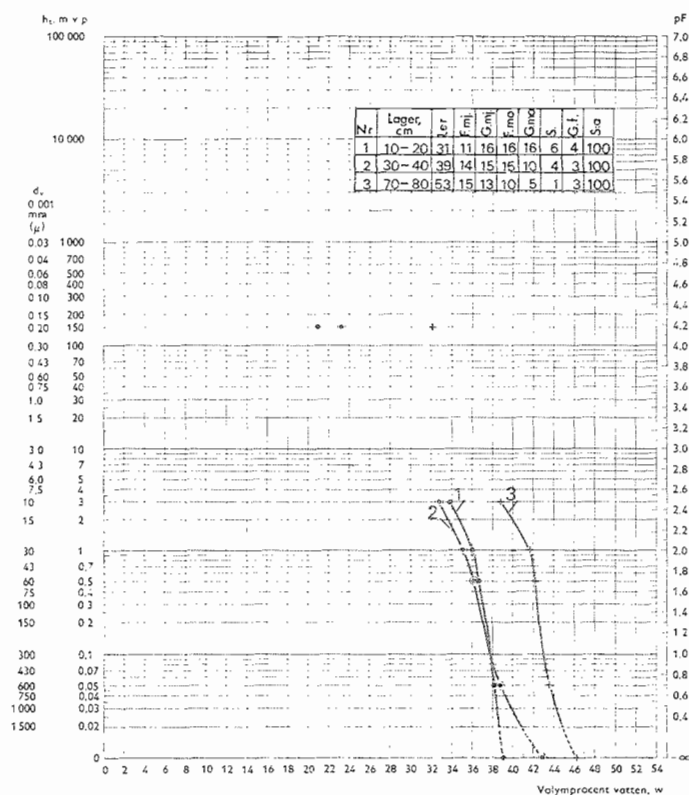 h_t, m v p pF
100 000 7,0
6,8
6,6
6,4
6,2
10 000 6,0
Nr Lager, cm Ler F.mj. G.mj. F.mo G.mo S. G.f. S:a
1 10–20 31 11 16 16 16 6 4 100
2 30–40 39 14 15 15 10 4 3 100
3 70–80 53 15 13 10 5 1 3 100
5,8
5,6
5,4
d_v
0 001
mm
(μ)
5,2
0 03 1 000 5,0
0 04 700 4,8
0 06 500
0 08 400 4,6
0 10 300
4,4
0 15 200
0 20 150 4,2
0 30 100 4,0
0 43 70 3,8
0 60 50
0 75 40 3,6
1.0 30
3,4
1 5 20
3,2
3 0 10 3,0
4 3 7 2,8
6,0 5
7,5 4 2,6
10 3
1 2 3
2,4
15 2
2,2
30 1 2,0
43 0,7 1,8
60 0,5
75 0,4 1,6
100 0 3
1,4
150 0 2
1,2
300 0,1 1,0
430 0,07 0,8
600 0,05
750 0,04 0,6
1 000 0,03
0,4
1 500 0,02
0 -∞
0 2 4 6 8 10 12 14 16 18 20 22 24 26 28 30 32 34 36 38 40 42 44 46 48 50 52 54
Volymprocent vatten, w